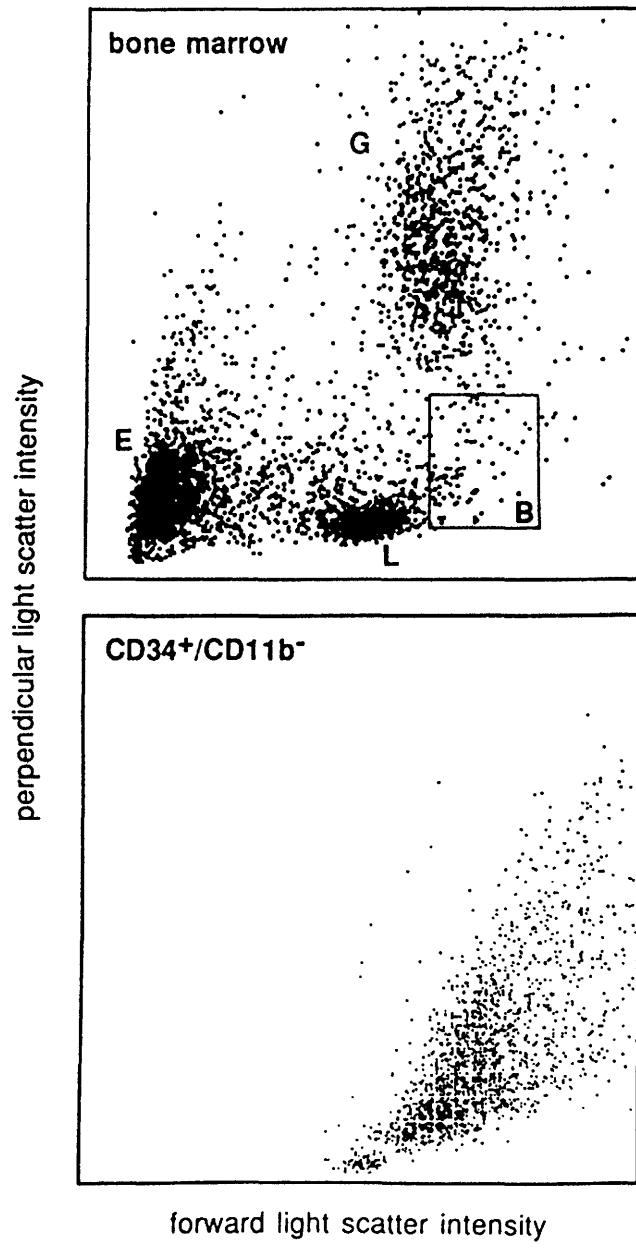 bone marrow
G
E
B
L
CD34+/CD11b-
perpendicular light scatter intensity
forward light scatter intensity